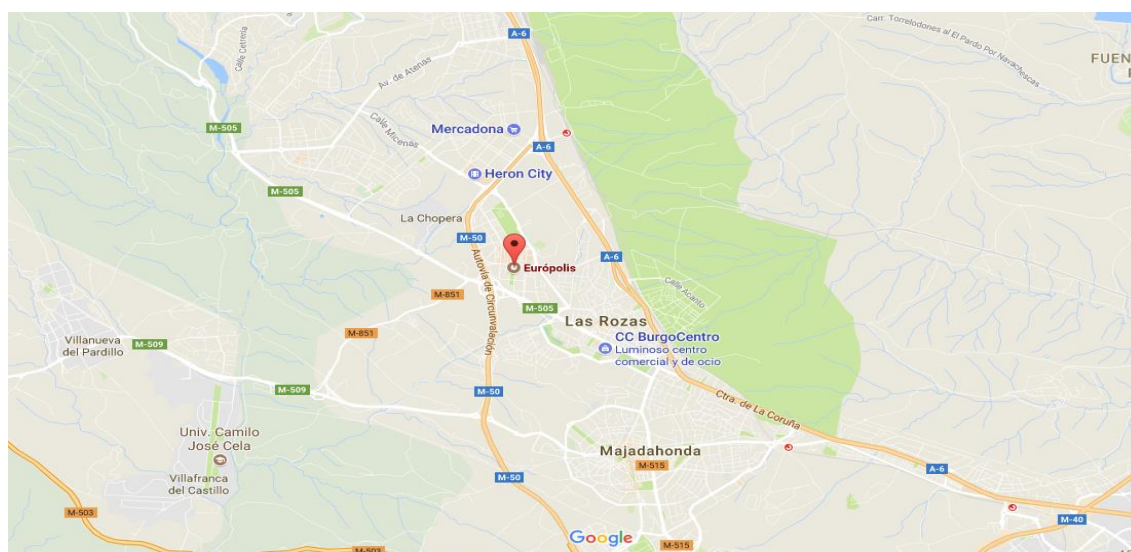 Carr. Torrelodones al El Pardo Por Navachescas
A-6
Calle Cetrería
FUEN
Av. de Atenas
M-505
Calle Micenas
Mercadona
A-6
Heron City
M-505
La Chopera
M-50
A-6
Európolis
Autovía de Circunvalación
Calle Acanto
M-851
M-505
Las Rozas
M-851
CC BurgoCentro
Luminoso centro
comercial y de ocio
Villanueva
del Pardillo
M-509
M-509
M-50
Ctra. de La Coruña
Univ. Camilo
José Cela
Majadahonda
M-515
A-6
Villafranca
del Castillo
M-50
M-503
M-40
Google
M-515
M-503